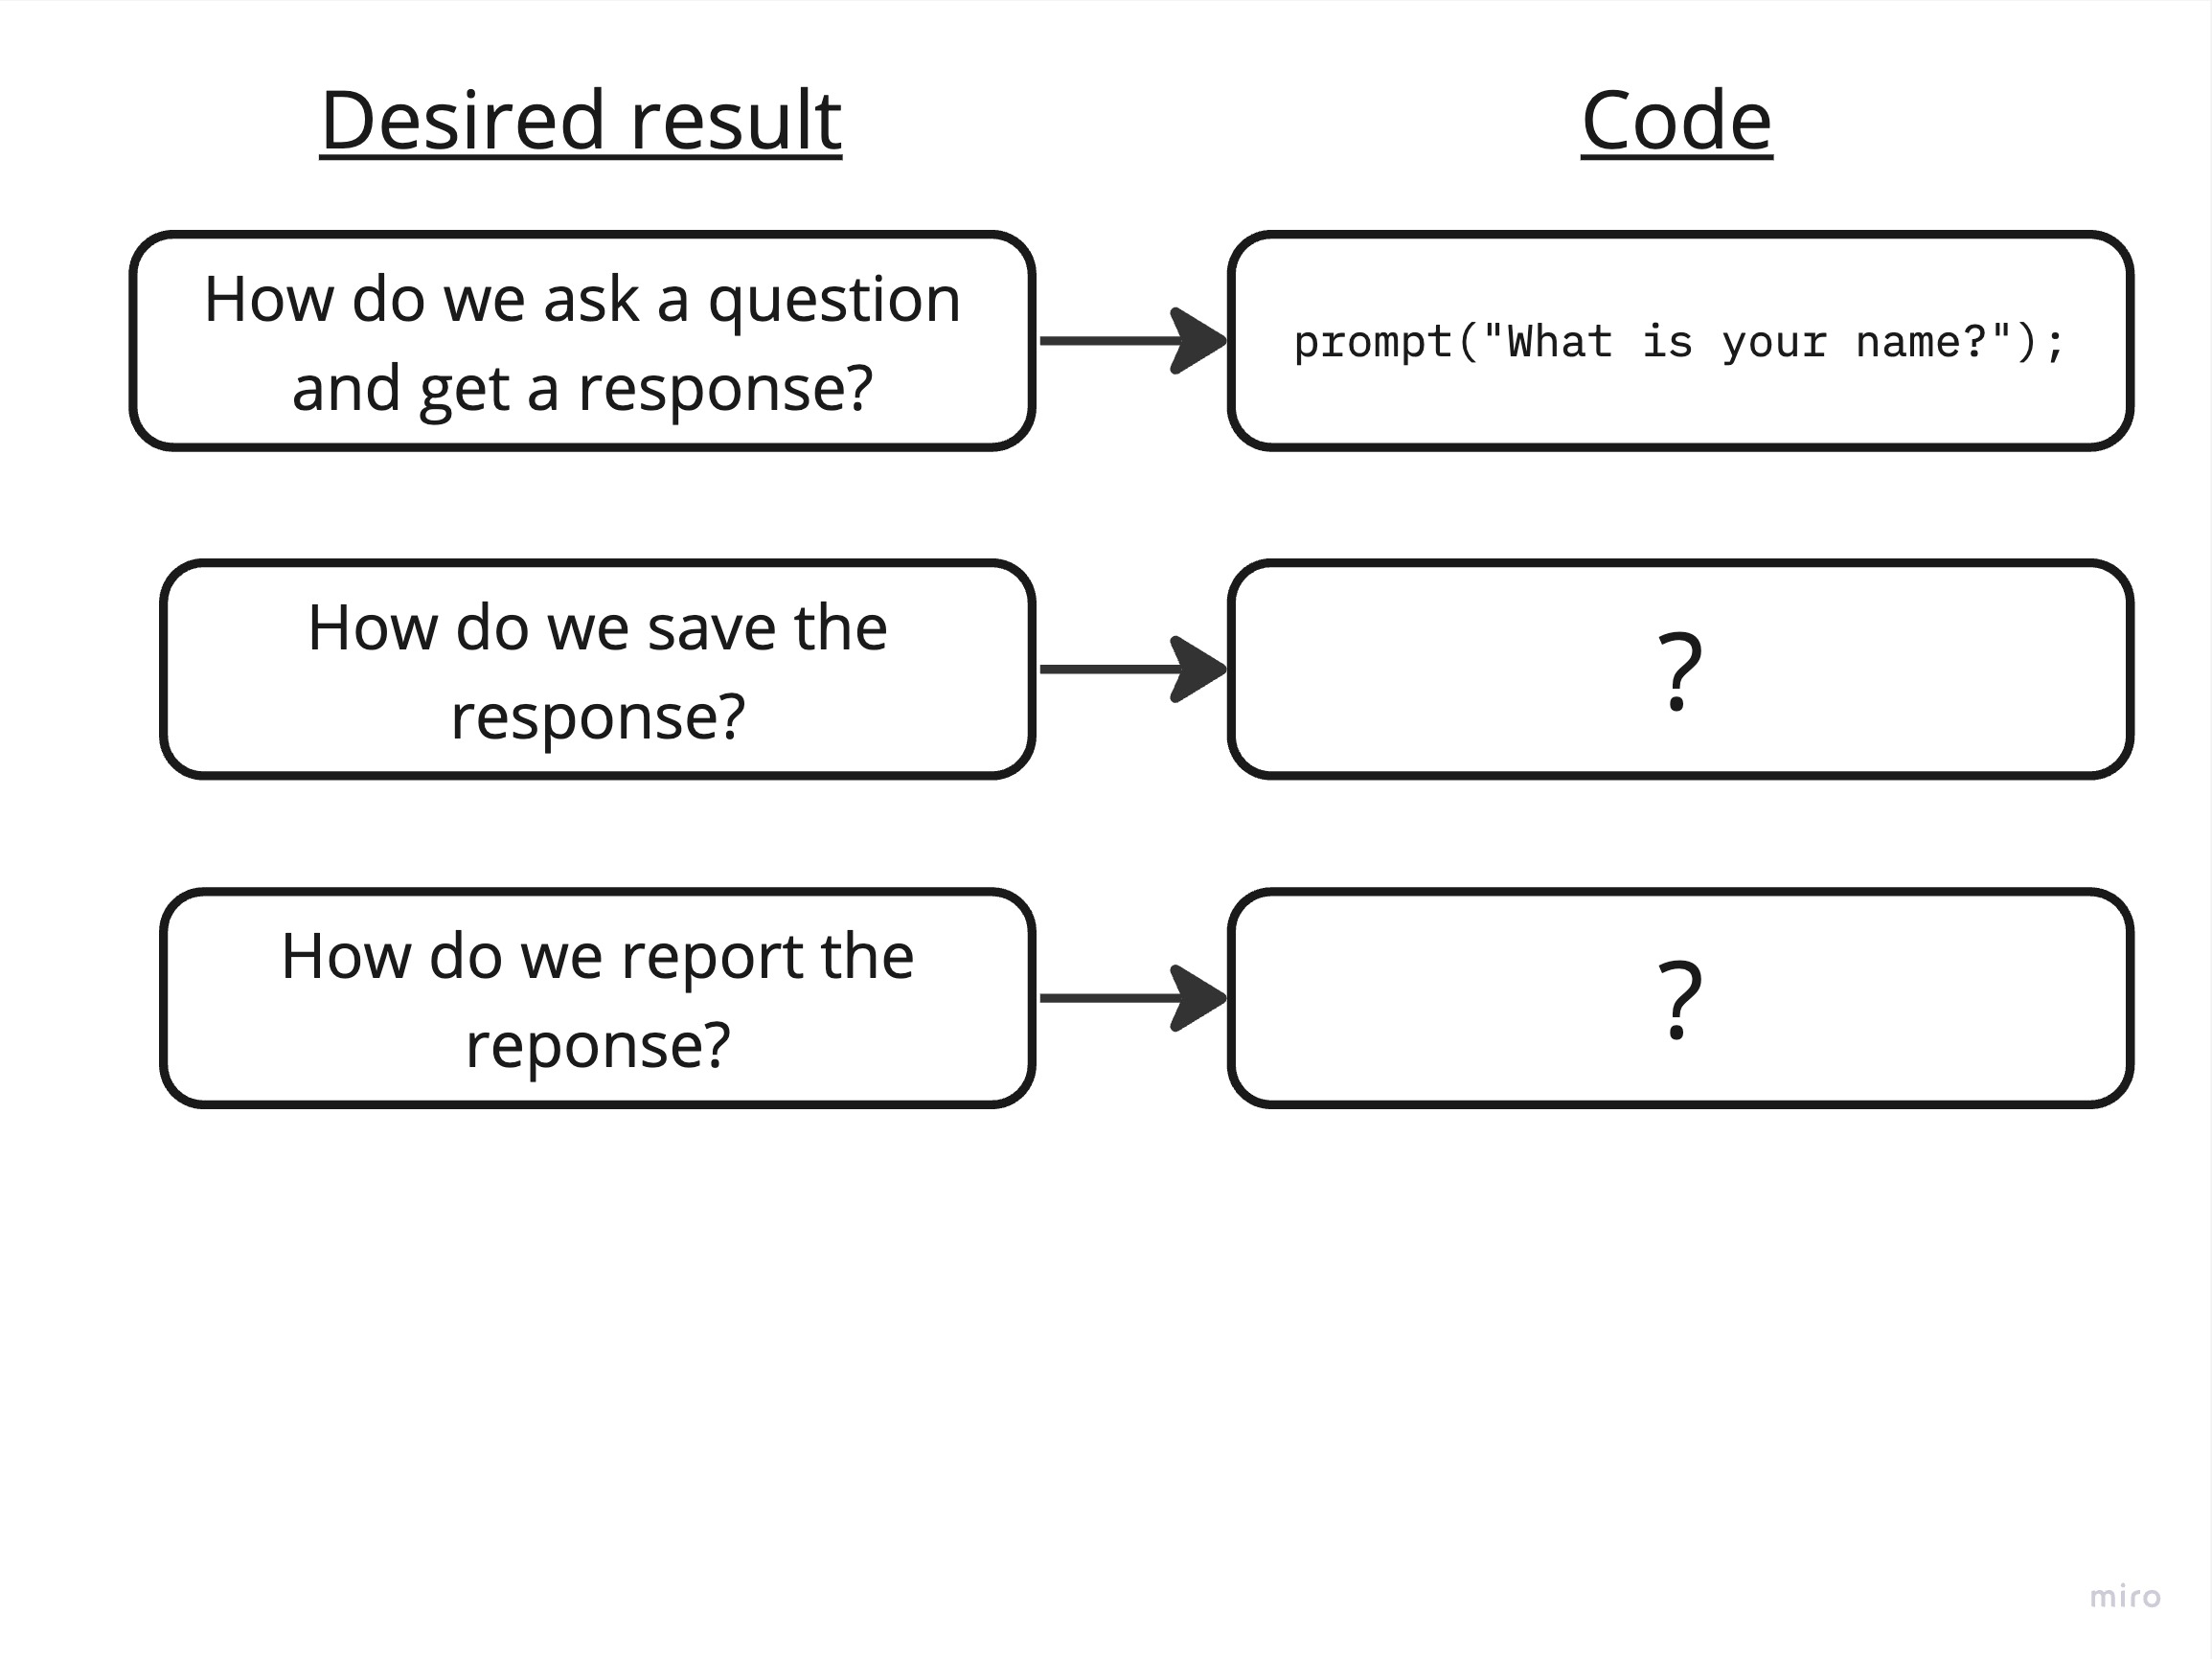 Desired result
Code
How do we ask a question
and get a response?
prompt("What is your name?");
How do we save the
response?
?
How do we report the
reponse?
?
miro